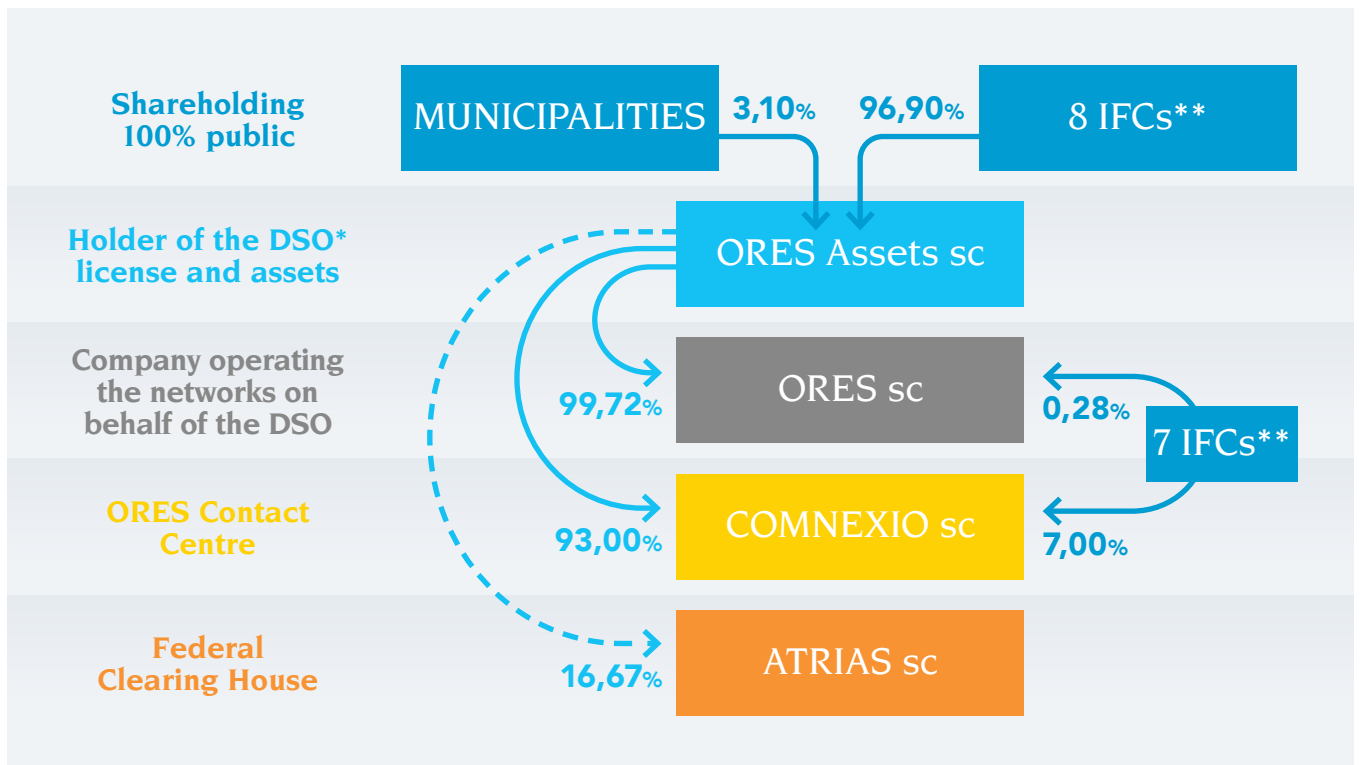 Shareholding
100% public
MUNICIPALITIES
3,10%
96,90%
8 IFCs**
Holder of the DSO*
license and assets
ORES Assets sc
Company operating
the networks on
behalf of the DSO
99,72%
ORES sc
0,28%
7 IFCs**
ORES Contact
Centre
93,00%
COMNEXIO sc
7,00%
Federal
Clearing House
16,67%
ATRIAS sc